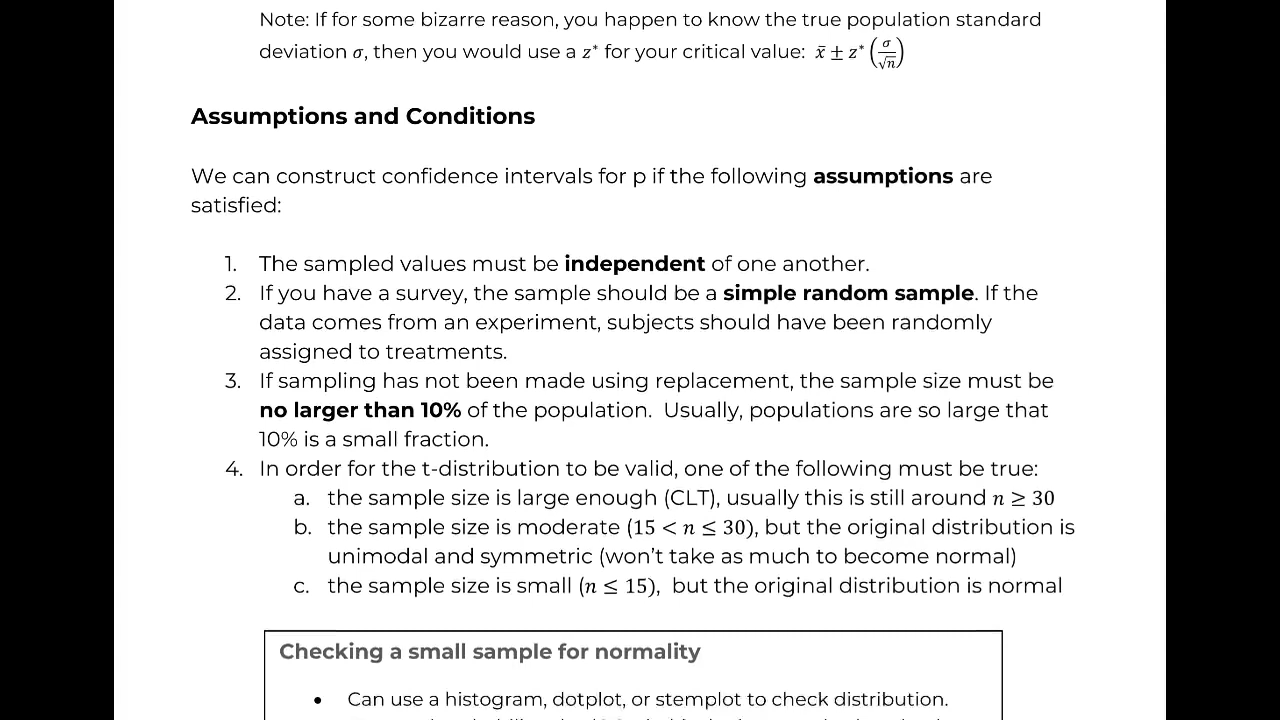 Note: If for some bizarre reason, you happen to know the true population standard
deviation σ, then you would use a z* for your critical value: x̄ ± z* (σ/√n)
Assumptions and Conditions
We can construct confidence intervals for p if the following assumptions are
satisfied:
1. The sampled values must be independent of one another.
2. If you have a survey, the sample should be a simple random sample. If the
data comes from an experiment, subjects should have been randomly
assigned to treatments.
3. If sampling has not been made using replacement, the sample size must be
no larger than 10% of the population. Usually, populations are so large that
10% is a small fraction.
4. In order for the t-distribution to be valid, one of the following must be true:
a. the sample size is large enough (CLT), usually this is still around n ≥ 30
b. the sample size is moderate (15 < n ≤ 30), but the original distribution is
unimodal and symmetric (won't take as much to become normal)
c. the sample size is small (n ≤ 15), but the original distribution is normal
Checking a small sample for normality
• Can use a histogram, dotplot, or stemplot to check distribution.